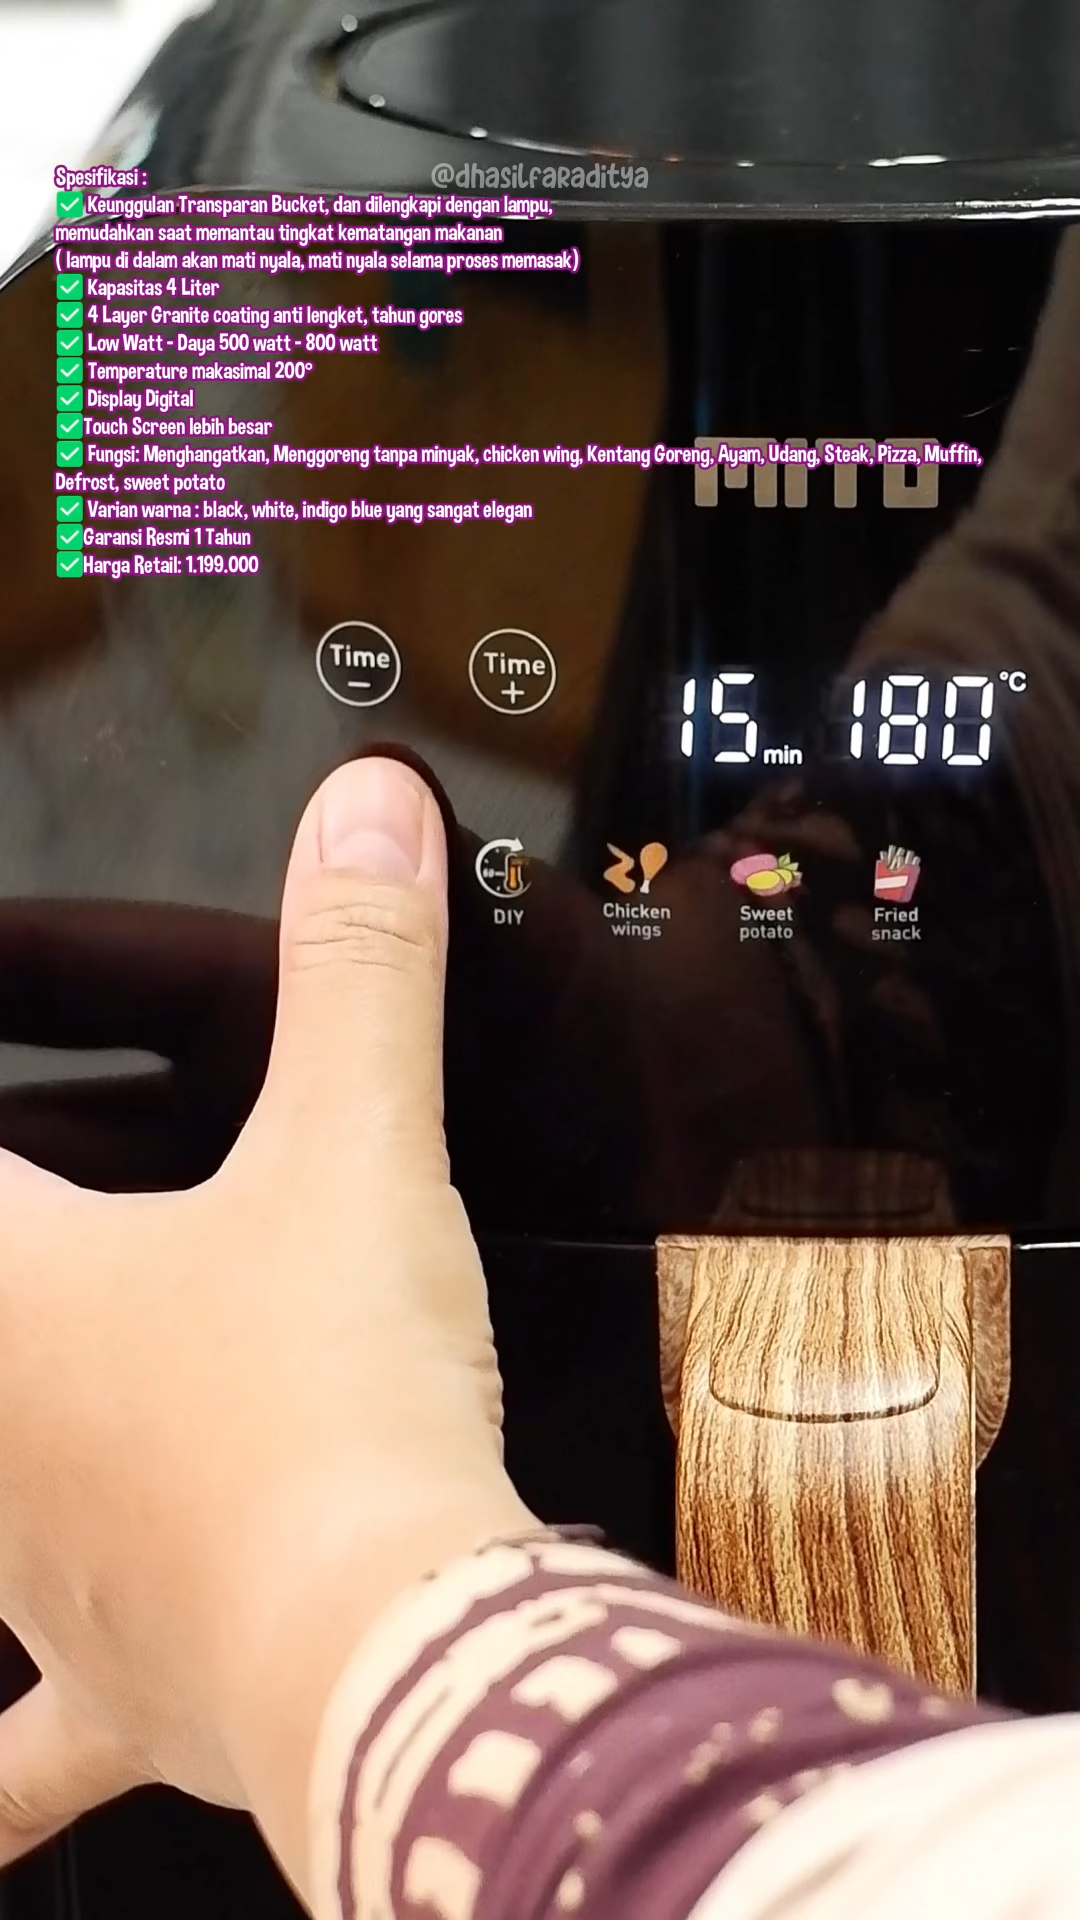 @dhasilfaraditya
Spesifikasi :
✅ Keunggulan Transparan Bucket, dan dilengkapi dengan lampu,
memudahkan saat memantau tingkat kematangan makanan
( lampu di dalam akan mati nyala, mati nyala selama proses memasak)
✅ Kapasitas 4 Liter
✅ 4 Layer Granite coating anti lengket, tahun gores
✅ Low Watt - Daya 500 watt - 800 watt
✅ Temperature makasimal 200°
✅ Display Digital
✅Touch Screen lebih besar
✅ Fungsi: Menghangatkan, Menggoreng tanpa minyak, chicken wing, Kentang Goreng, Ayam, Udang, Steak, Pizza, Muffin,
Defrost, sweet potato
✅ Varian warna : black, white, indigo blue yang sangat elegan
✅Garansi Resmi 1 Tahun
✅Harga Retail: 1.199.000
MITO
Time
−
Time
+
15 min 180 °C
DIY
Chicken
wings
Sweet
potato
Fried
snack